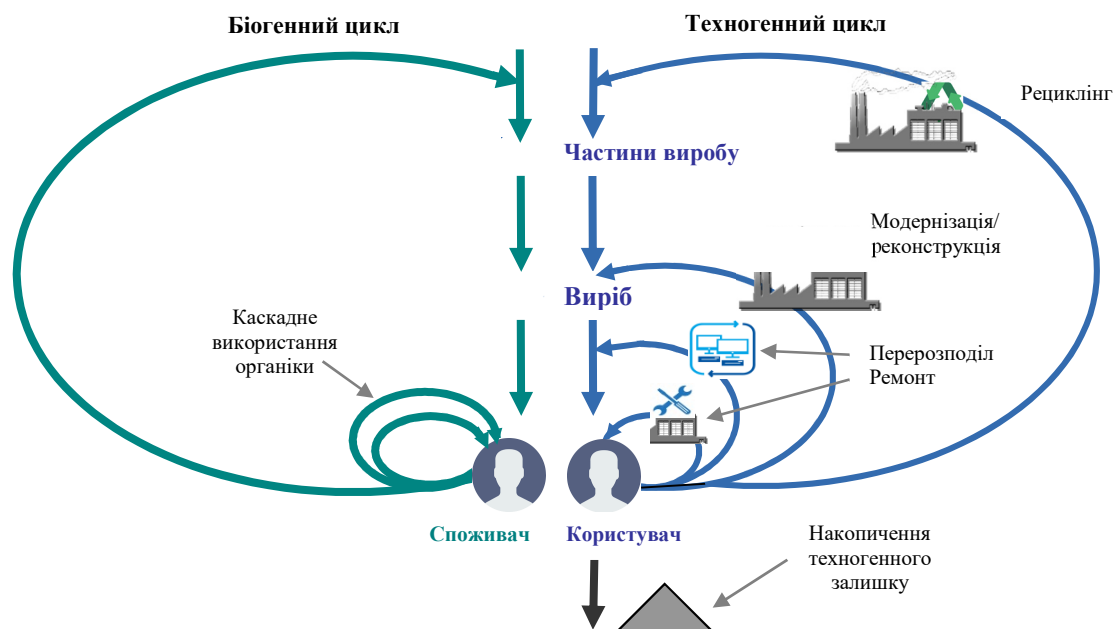 Біогенний цикл
Техногенний цикл
Рециклінг
Частини виробу
Модернізація/
реконструкція
Виріб
Каскадне
використання
органіки
Перерозподіл
Ремонт
Споживач
Користувач
Накопичення
техногенного
залишку